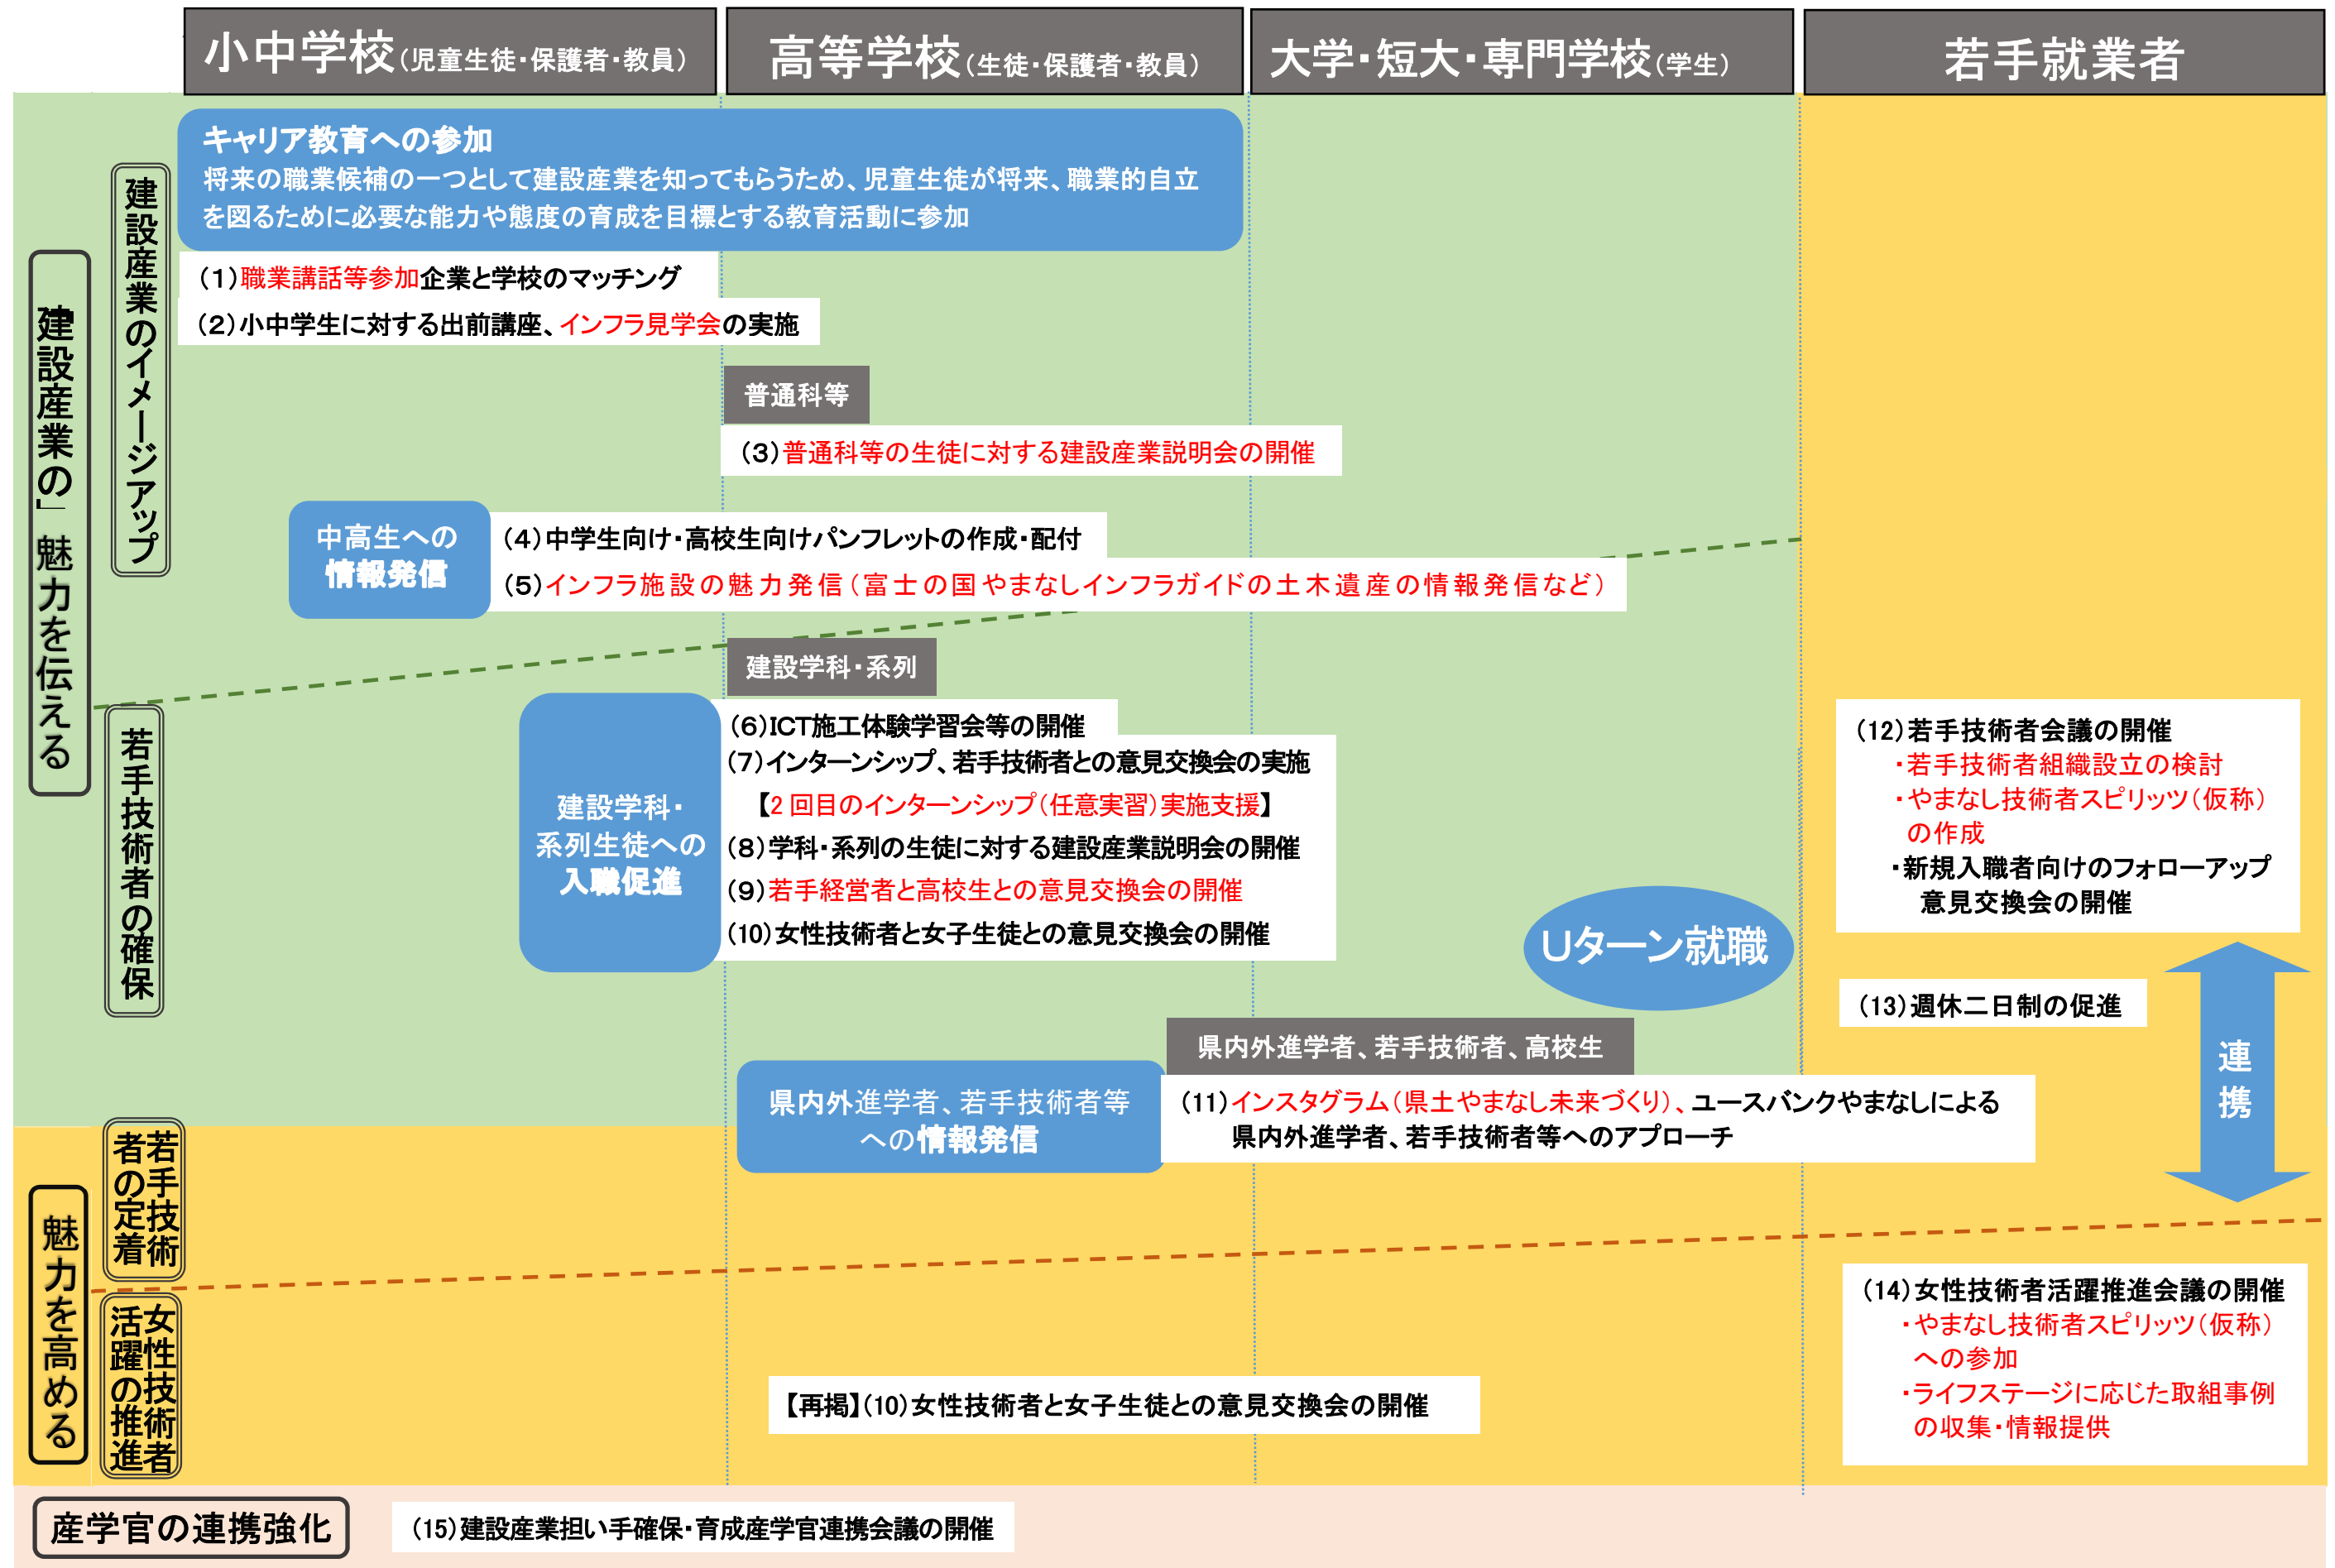 小中学校(児童生徒・保護者・教員)
高等学校(生徒・保護者・教員)
大学・短大・専門学校(学生)
若手就業者
「建設産業の」魅力を伝える
建設産業のイメージアップ
キャリア教育への参加
将来の職業候補の一つとして建設産業を知ってもらうため、児童生徒が将来、職業的自立
を図るために必要な能力や態度の育成を目標とする教育活動に参加
(1)職業講話等参加企業と学校のマッチング
(2)小中学生に対する出前講座、インフラ見学会の実施
普通科等
(3)普通科等の生徒に対する建設産業説明会の開催
中高生への
情報発信
(4)中学生向け・高校生向けパンフレットの作成・配付
(5)インフラ施設の魅力発信(富士の国やまなしインフラガイドの土木遺産の情報発信など)
若手技術者の確保
建設学科・系列
建設学科・
系列生徒への
入職促進
(6)ICT施工体験学習会等の開催
(7)インターンシップ、若手技術者との意見交換会の実施
【2回目のインターンシップ(任意実習)実施支援】
(8)学科・系列の生徒に対する建設産業説明会の開催
(9)若手経営者と高校生との意見交換会の開催
(10)女性技術者と女子生徒との意見交換会の開催
Uターン就職
(12)若手技術者会議の開催
・若手技術者組織設立の検討
・やまなし技術者スピリッツ(仮称)
の作成
・新規入職者向けのフォローアップ
意見交換会の開催
(13)週休二日制の促進
連携
県内外進学者、若手技術者、高校生
県内外進学者、若手技術者等
への情報発信
(11)インスタグラム(県土やまなし未来づくり)、ユースバンクやまなしによる
県内外進学者、若手技術者等へのアプローチ
魅力を高める
若手技術
者の定着
女性技術者
活躍の推進
【再掲】(10)女性技術者と女子生徒との意見交換会の開催
(14)女性技術者活躍推進会議の開催
・やまなし技術者スピリッツ(仮称)
への参加
・ライフステージに応じた取組事例
の収集・情報提供
産学官の連携強化
(15)建設産業担い手確保・育成産学官連携会議の開催